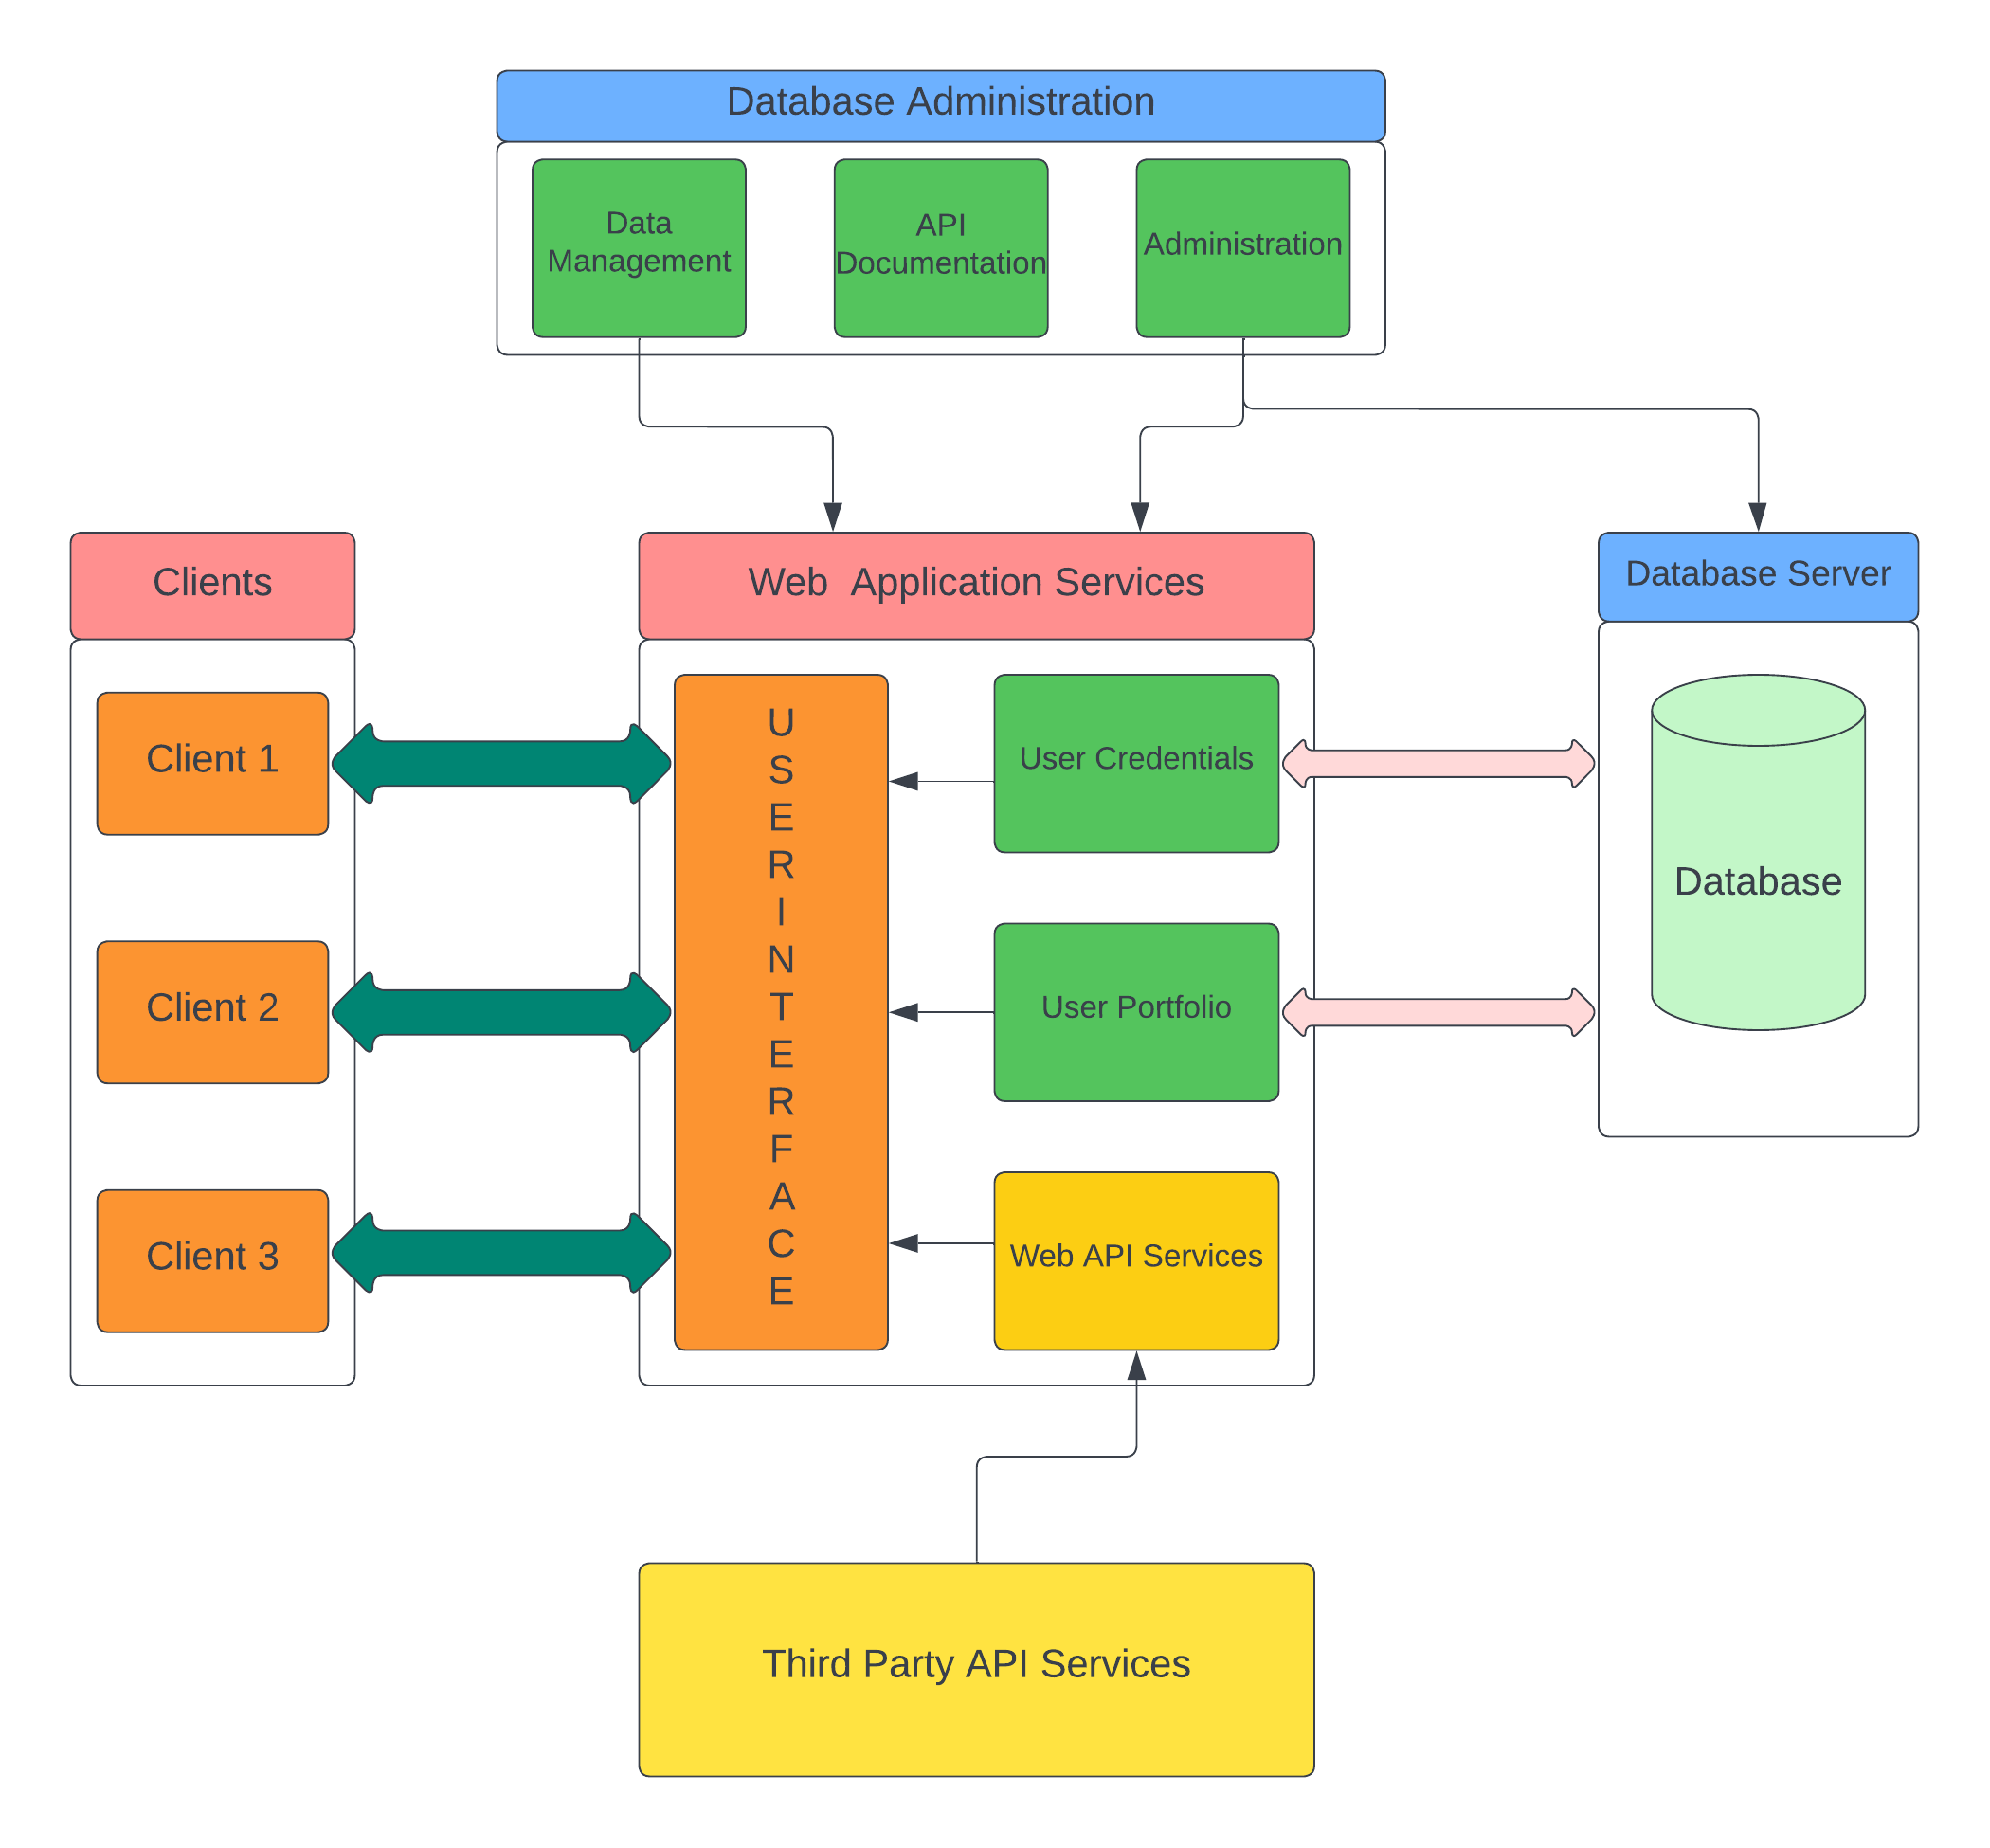 Database Administration
Data
Management
API
Documentation
Administration
Clients
Web  Application Services
Database Server
Client 1
Client 2
Client 3
U
S
E
R
I
N
T
E
R
F
A
C
E
User Credentials
User Portfolio
Web API Services
Database
Third Party API Services